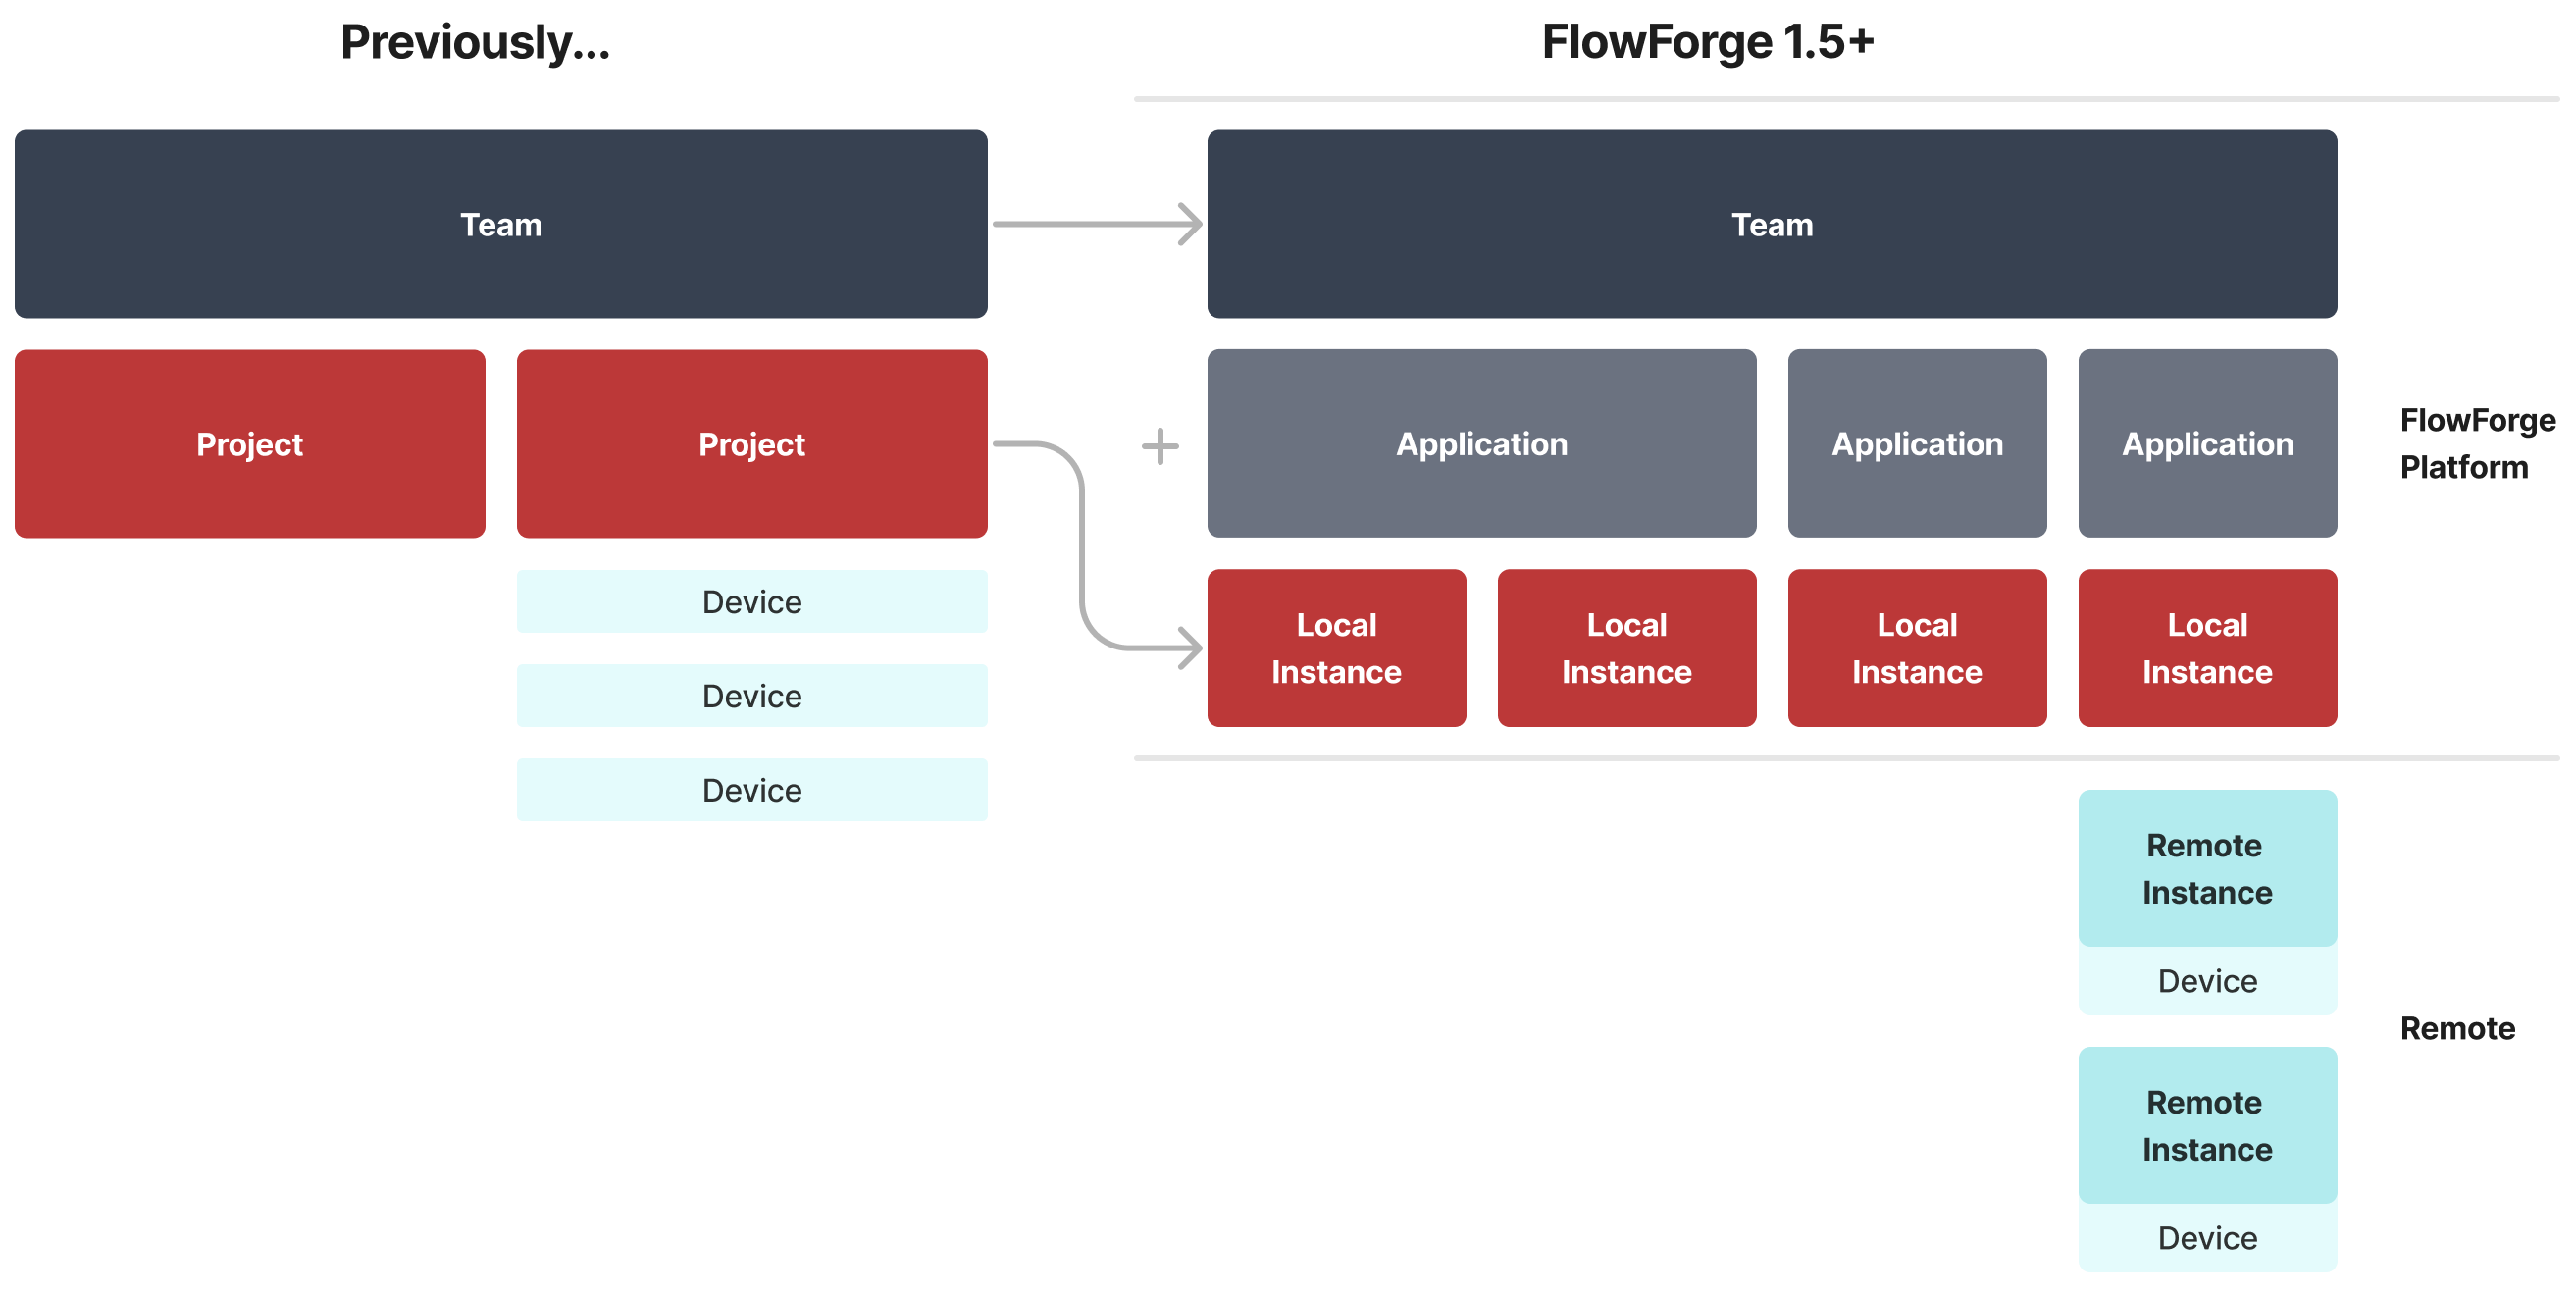 Previously...
FlowForge 1.5+
Team
Team
Project
Project
+
Application
Application
Application
FlowForge
Platform
Device
Device
Device
Local
Instance
Local
Instance
Local
Instance
Local
Instance
Remote
Instance
Device
Remote
Remote
Instance
Device